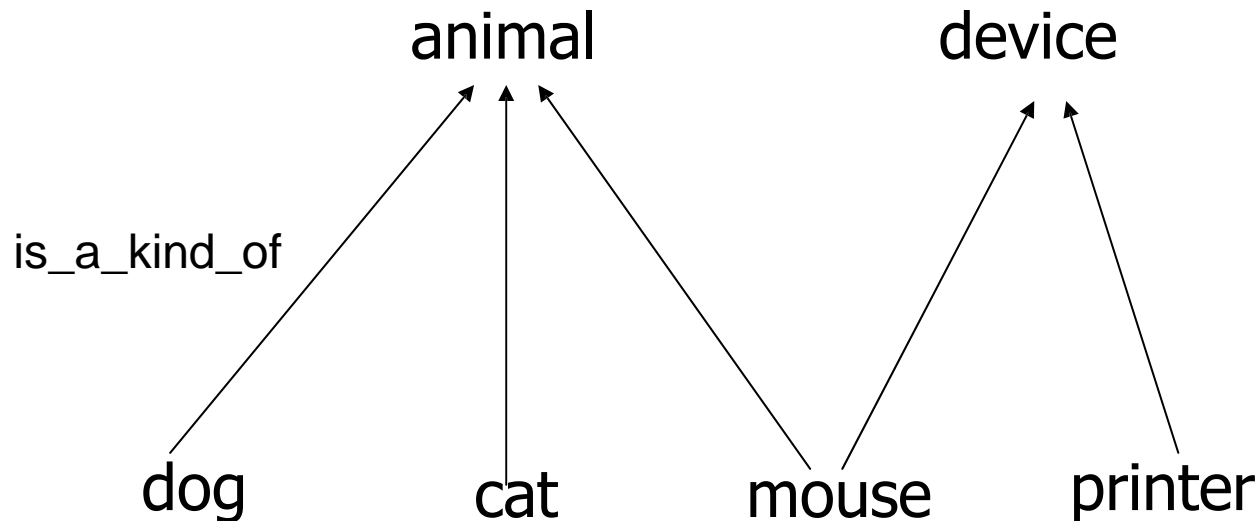 animal device
is_a_kind_of
dog cat mouse printer